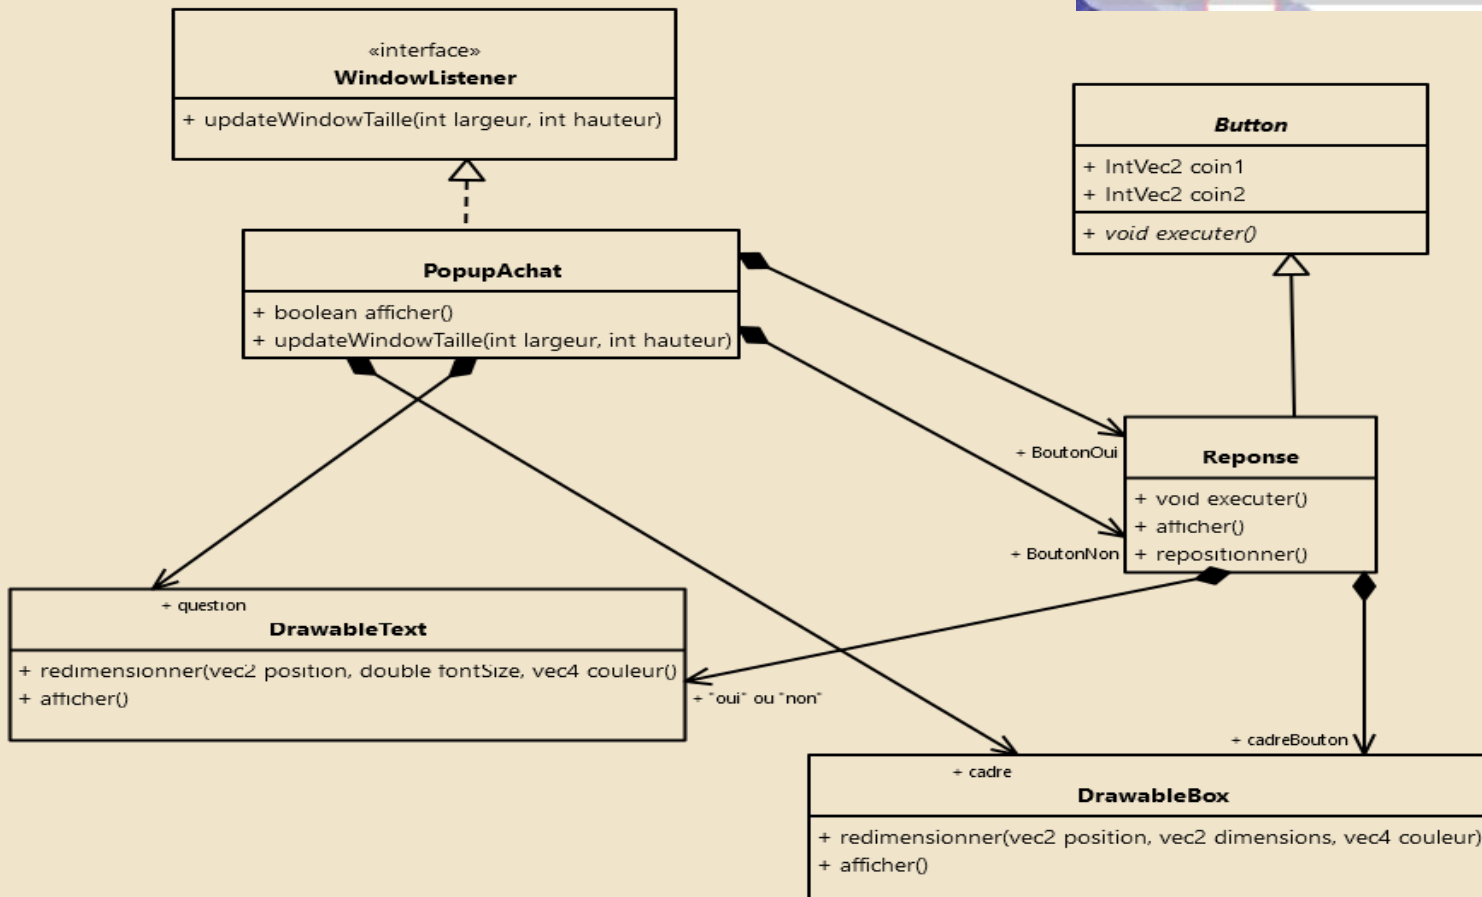 «interface»
WindowListener
+ updateWindowTaille(int largeur, int hauteur)
Button
+ IntVec2 coin1
+ IntVec2 coin2
+ void executer()
PopupAchat
+ boolean afficher()
+ updateWindowTaille(int largeur, int hauteur)
+ BoutonOui
+ BoutonNon
Reponse
+ void executer()
+ afficher()
+ repositionner()
+ question
DrawableText
+ redimensionner(vec2 position, double fontSize, vec4 couleur()
+ afficher()
+ "oui" ou "non"
+ cadreBouton
+ cadre
DrawableBox
+ redimensionner(vec2 position, vec2 dimensions, vec4 couleur)
+ afficher()